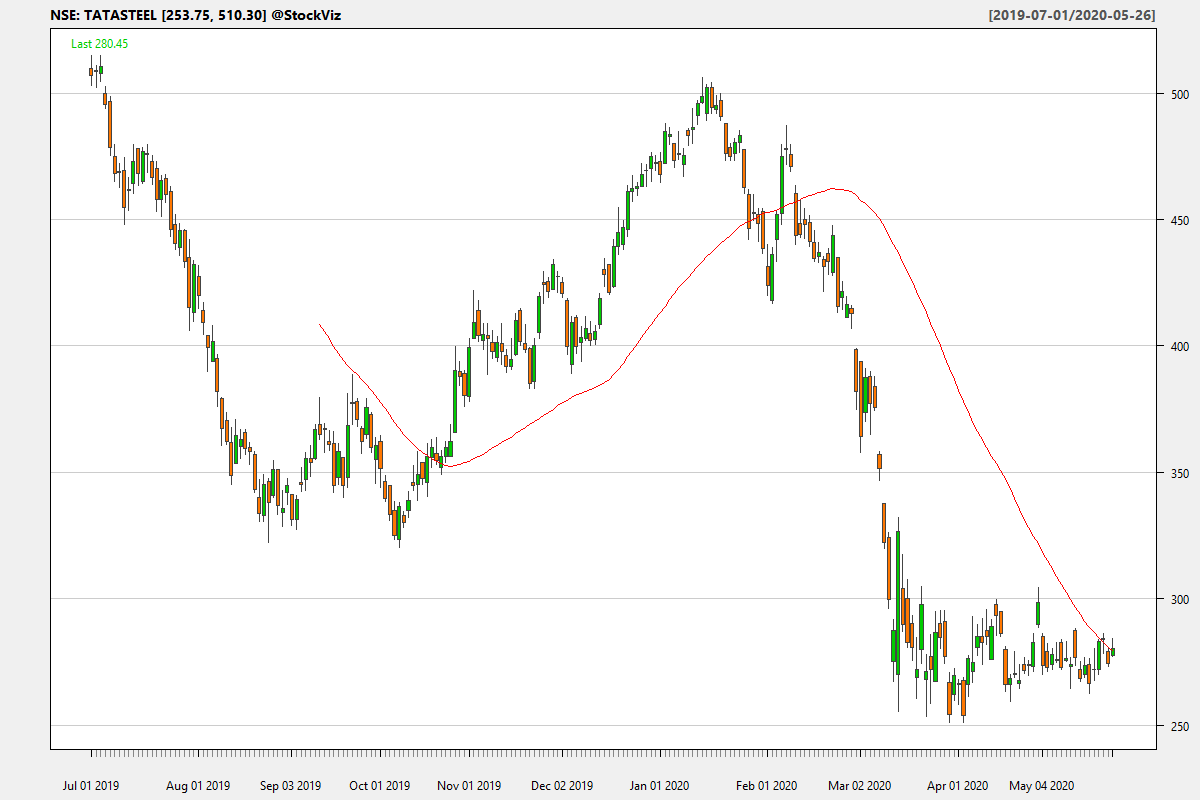 NSE: TATASTEEL [253.75, 510.30] @StockViz [2019-07-01/2020-05-26]
Last 280.45
500
450
400
350
300
250
Jul 01 2019 Aug 01 2019 Sep 03 2019 Oct 01 2019 Nov 01 2019 Dec 02 2019 Jan 01 2020 Feb 01 2020 Mar 02 2020 Apr 01 2020 May 04 2020